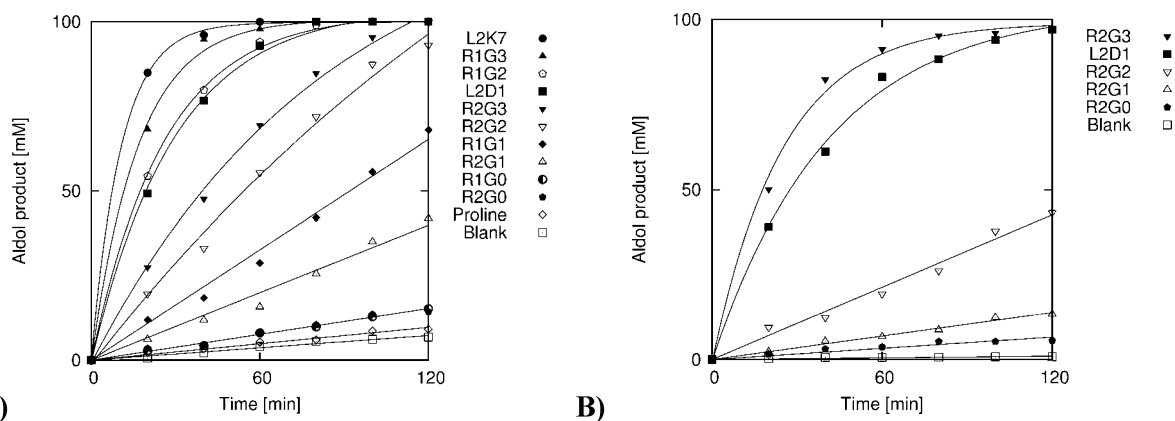 100
50
0
Aldol product [mM]
0
60
120
Time [min]
L2K7
R1G3
R1G2
L2D1
R2G3
R2G2
R1G1
R2G1
R1G0
R2G0
Proline
Blank
)
100
50
0
Aldol product [mM]
0
60
120
Time [min]
R2G3
L2D1
R2G2
R2G1
R2G0
Blank
B)